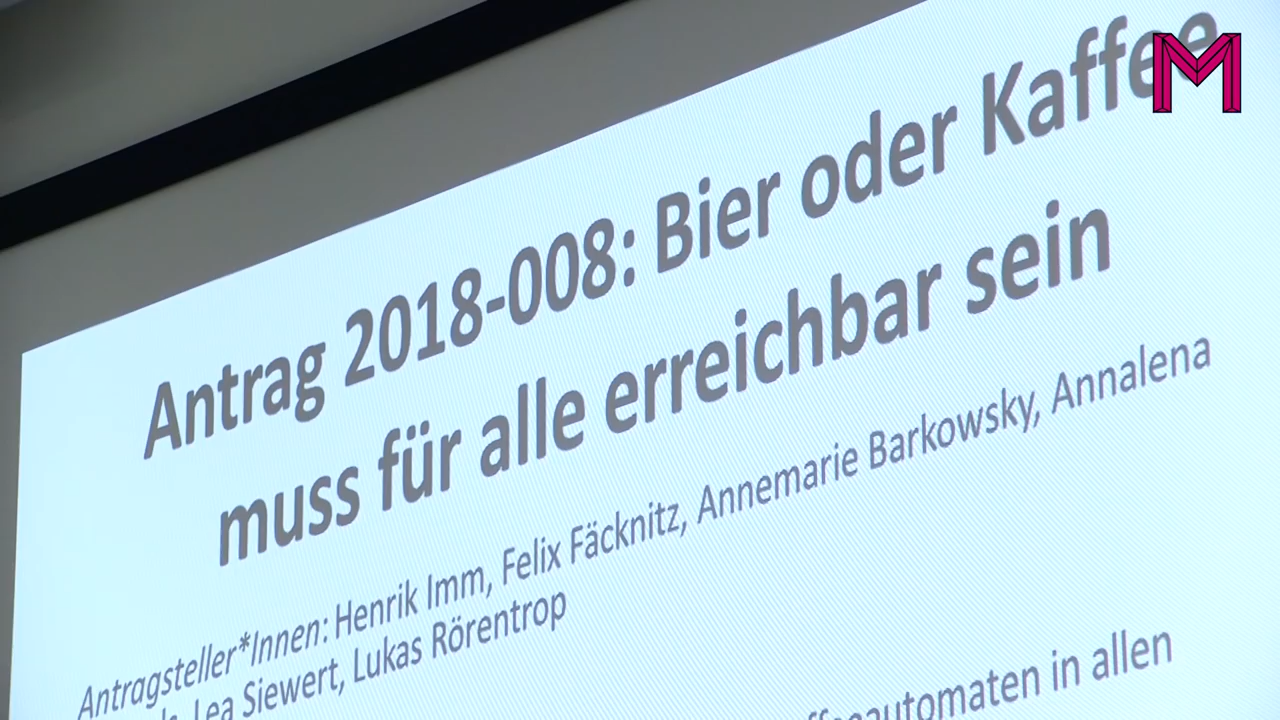 M
Antrag 2018-008: Bier oder Kaffee
muss für alle erreichbar sein
Antragsteller*Innen: Henrik Imm, Felix Fäcknitz, Annemarie Barkowsky, Annalena
Lea Siewert, Lukas Rörentrop
in allen